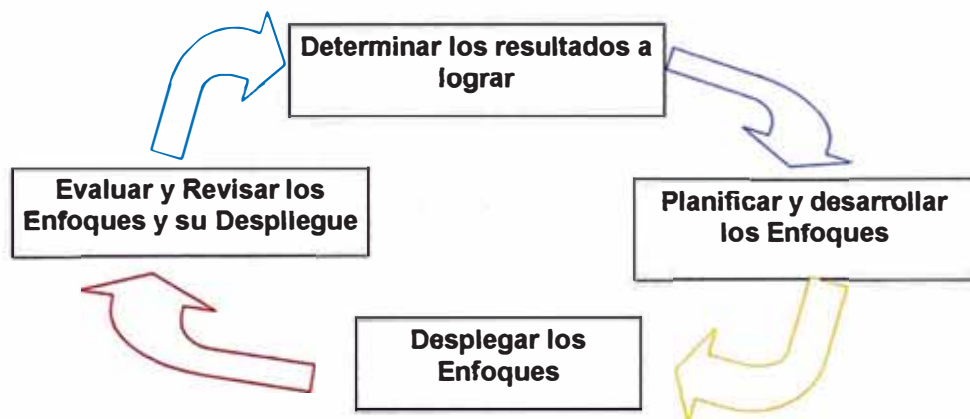 Determinar los resultados a
lograr
Evaluar y Revisar los
Enfoques y su Despliegue
Planificar y desarrollar
los Enfoques
Desplegar los
Enfoques